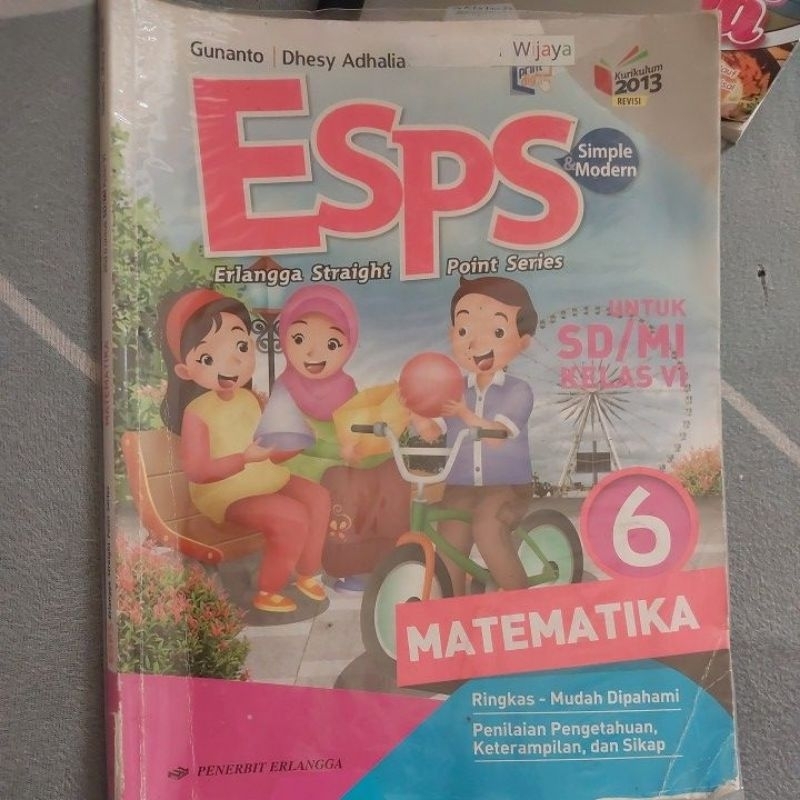 Gunanto | Dhesy Adhalia
Wijaya
Kurikulum
2013
REVISI
ESPS
Simple
& Modern
Erlangga Straight Point Series
UNTUK
SD/MI
KELAS VI
6
MATEMATIKA
Ringkas - Mudah Dipahami
Penilaian Pengetahuan,
Keterampilan, dan Sikap
PENERBIT ERLANGGA
MATEMATIKA